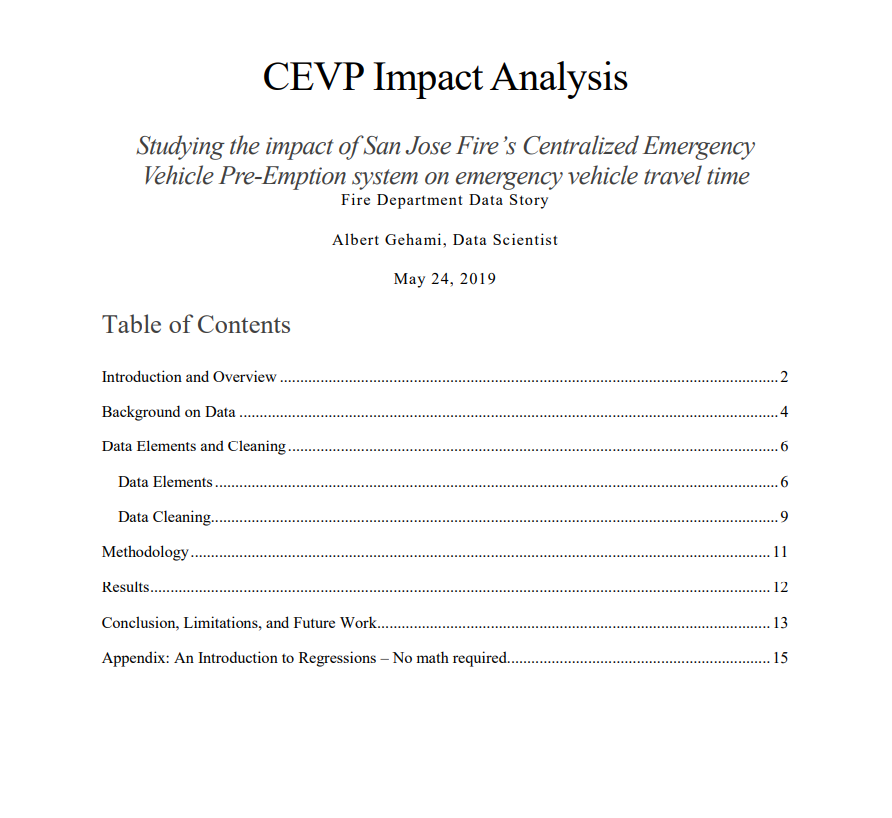 CEVP Impact Analysis
Studying the impact of San Jose Fire’s Centralized Emergency
Vehicle Pre-Emption system on emergency vehicle travel time
Fire Department Data Story
Albert Gehami, Data Scientist
May 24, 2019
Table of Contents
Introduction and Overview ............................................................................................................................ 2
Background on Data ...................................................................................................................................... 4
Data Elements and Cleaning.......................................................................................................................... 6
Data Elements ............................................................................................................................................ 6
Data Cleaning............................................................................................................................................. 9
Methodology ................................................................................................................................................ 11
Results.......................................................................................................................................................... 12
Conclusion, Limitations, and Future Work.................................................................................................. 13
Appendix: An Introduction to Regressions – No math required................................................................. 15